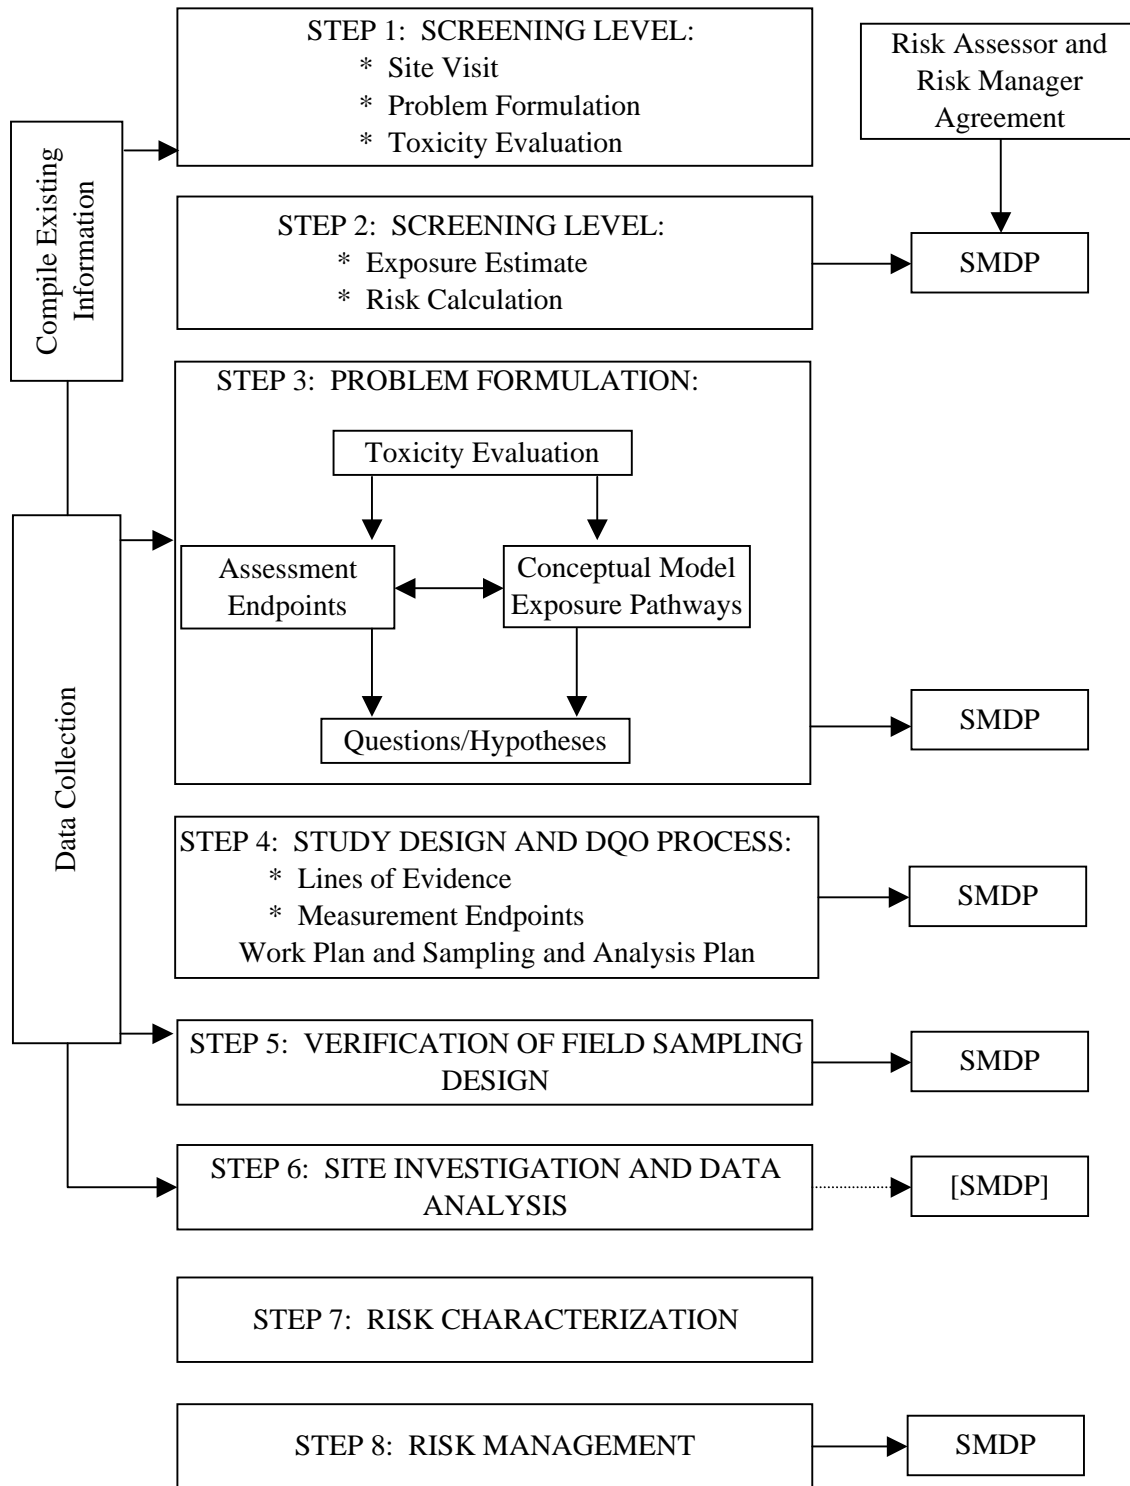 STEP 1: SCREENING LEVEL:
* Site Visit
* Problem Formulation
* Toxicity Evaluation
Risk Assessor and
Risk Manager
Agreement
Compile Existing
Information
STEP 2: SCREENING LEVEL:
* Exposure Estimate
* Risk Calculation
SMDP
STEP 3: PROBLEM FORMULATION:
Toxicity Evaluation
Assessment
Endpoints
Conceptual Model
Exposure Pathways
Questions/Hypotheses
SMDP
Data Collection
STEP 4: STUDY DESIGN AND DQO PROCESS:
* Lines of Evidence
* Measurement Endpoints
Work Plan and Sampling and Analysis Plan
SMDP
STEP 5: VERIFICATION OF FIELD SAMPLING
DESIGN
SMDP
STEP 6: SITE INVESTIGATION AND DATA
ANALYSIS
[SMDP]
STEP 7: RISK CHARACTERIZATION
STEP 8: RISK MANAGEMENT
SMDP